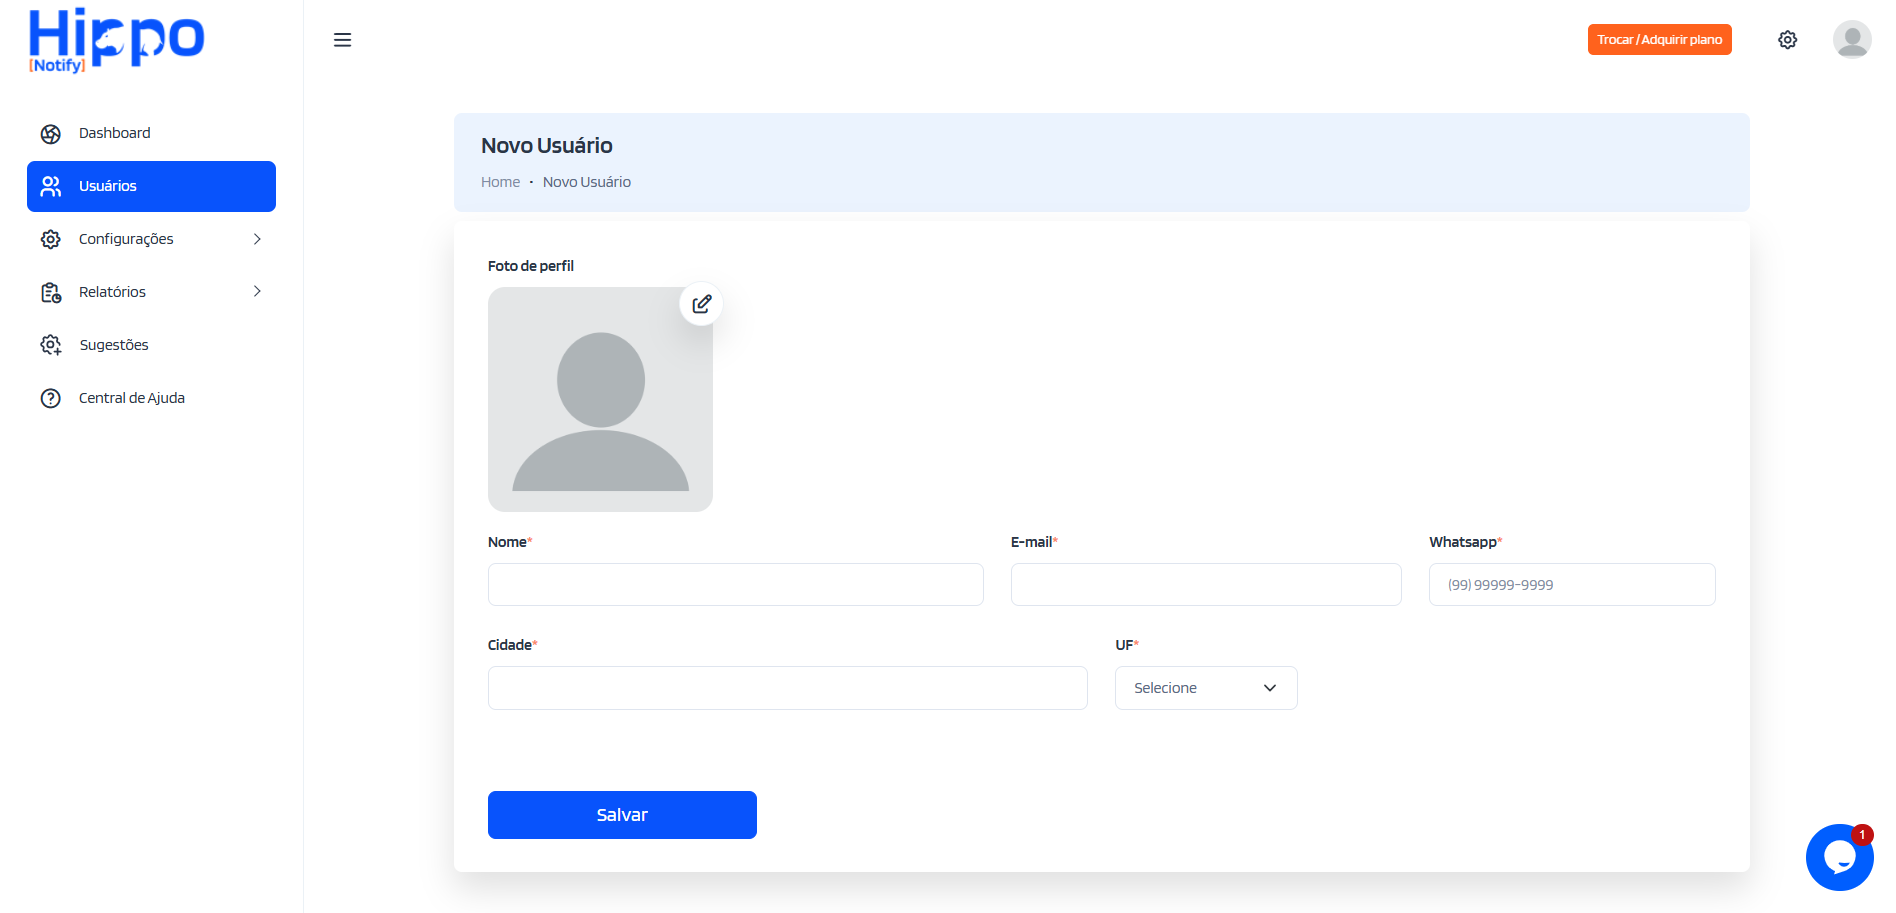 Hippo
[Notify]
Trocar / Adquirir plano
Dashboard
Usuários
Configurações
Relatórios
Sugestões
Central de Ajuda
Novo Usuário
Home · Novo Usuário
Foto de perfil
Nome*
E-mail*
Whatsapp*
(99) 99999-9999
Cidade*
UF*
Selecione
Salvar
1